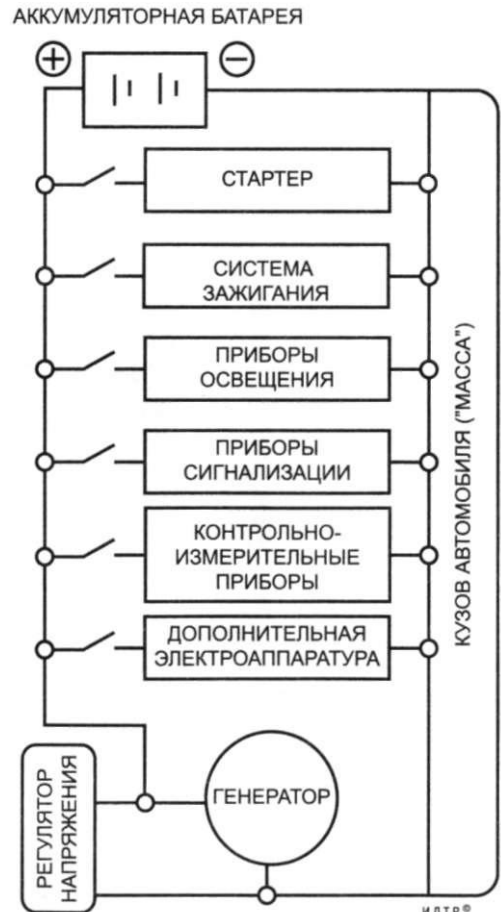 АККУМУЛЯТОРНАЯ БАТАРЕЯ
СТАРТЕР
СИСТЕМА
ЗАЖИГАНИЯ
ПРИБОРЫ
ОСВЕЩЕНИЯ
ПРИБОРЫ
СИГНАЛИЗАЦИИ
КОНТРОЛЬНО-
ИЗМЕРИТЕЛЬНЫЕ
ПРИБОРЫ
ДОПОЛНИТЕЛЬНАЯ
ЭЛЕКТРОАППАРАТУРА
КУЗОВ АВТОМОБИЛЯ ("МАССА")
РЕГУЛЯТОР
НАПРЯЖЕНИЯ
ГЕНЕРАТОР
ИДТР®